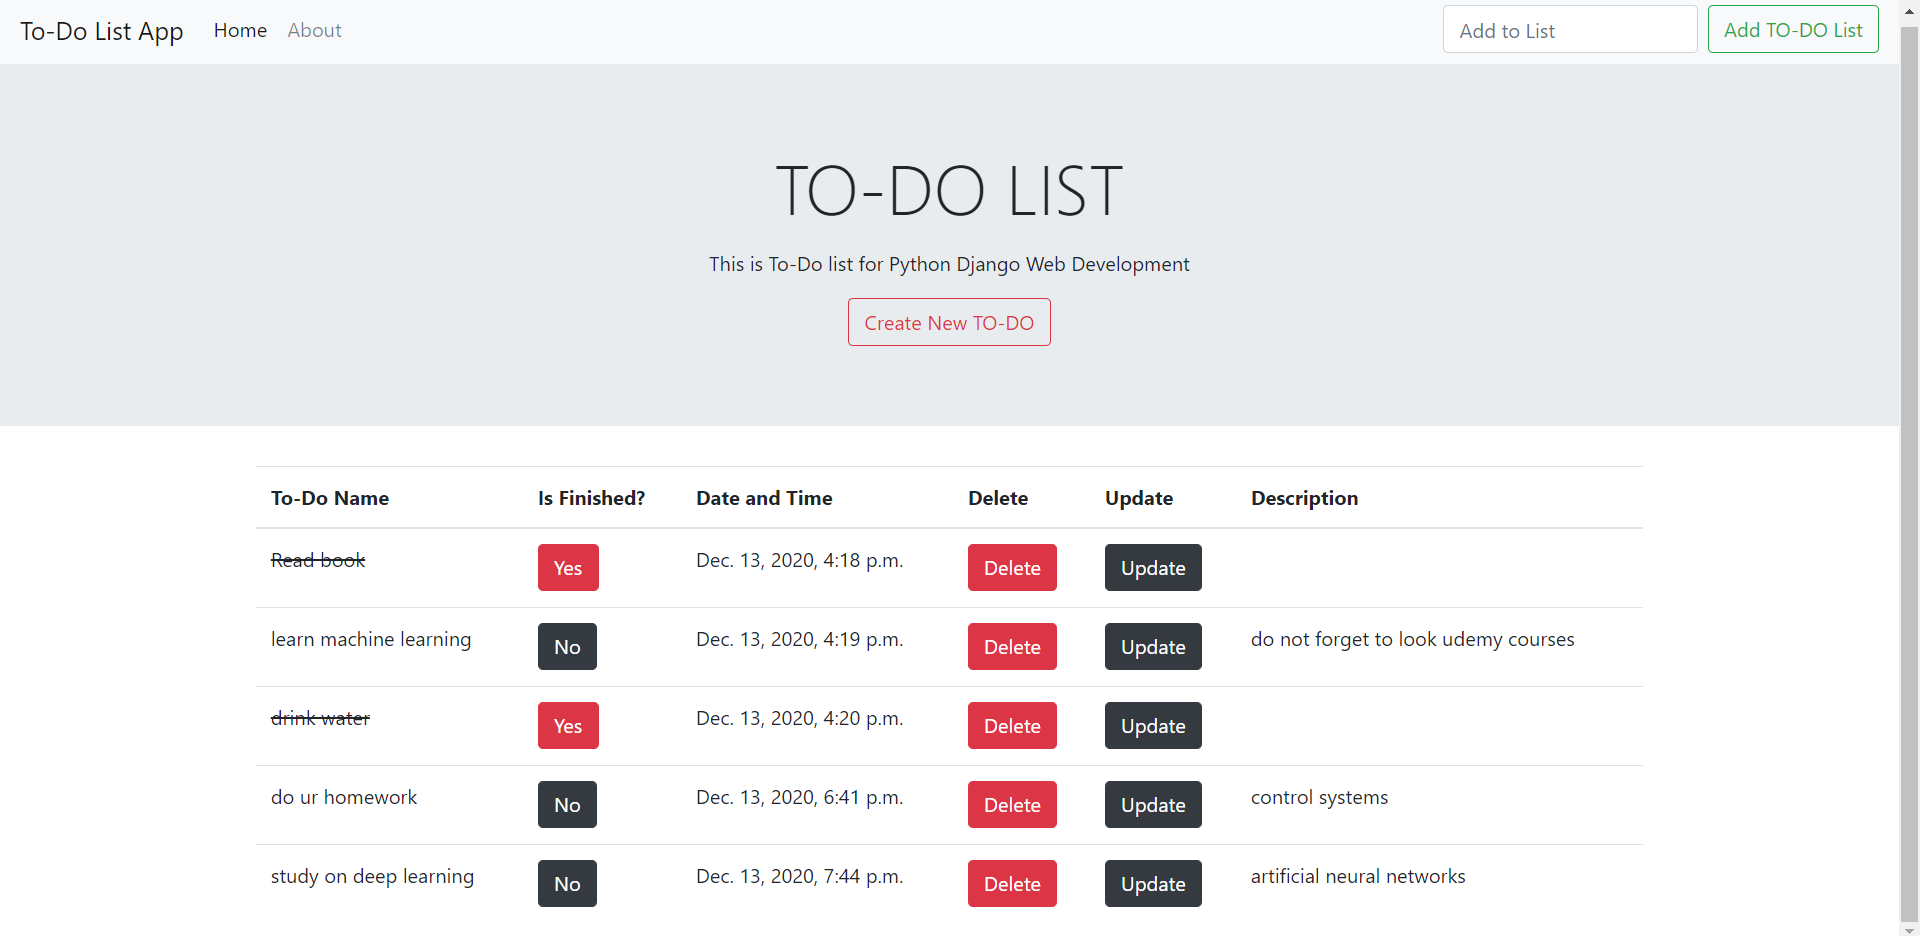 To-Do List App Home About Add to List Add TO-DO List
TO-DO LIST
This is To-Do list for Python Django Web Development
Create New TO-DO
To-Do Name Is Finished? Date and Time Delete Update Description
Read book Yes Dec. 13, 2020, 4:18 p.m. Delete Update
learn machine learning No Dec. 13, 2020, 4:19 p.m. Delete Update do not forget to look udemy courses
drink water Yes Dec. 13, 2020, 4:20 p.m. Delete Update
do ur homework No Dec. 13, 2020, 6:41 p.m. Delete Update control systems
study on deep learning No Dec. 13, 2020, 7:44 p.m. Delete Update artificial neural networks